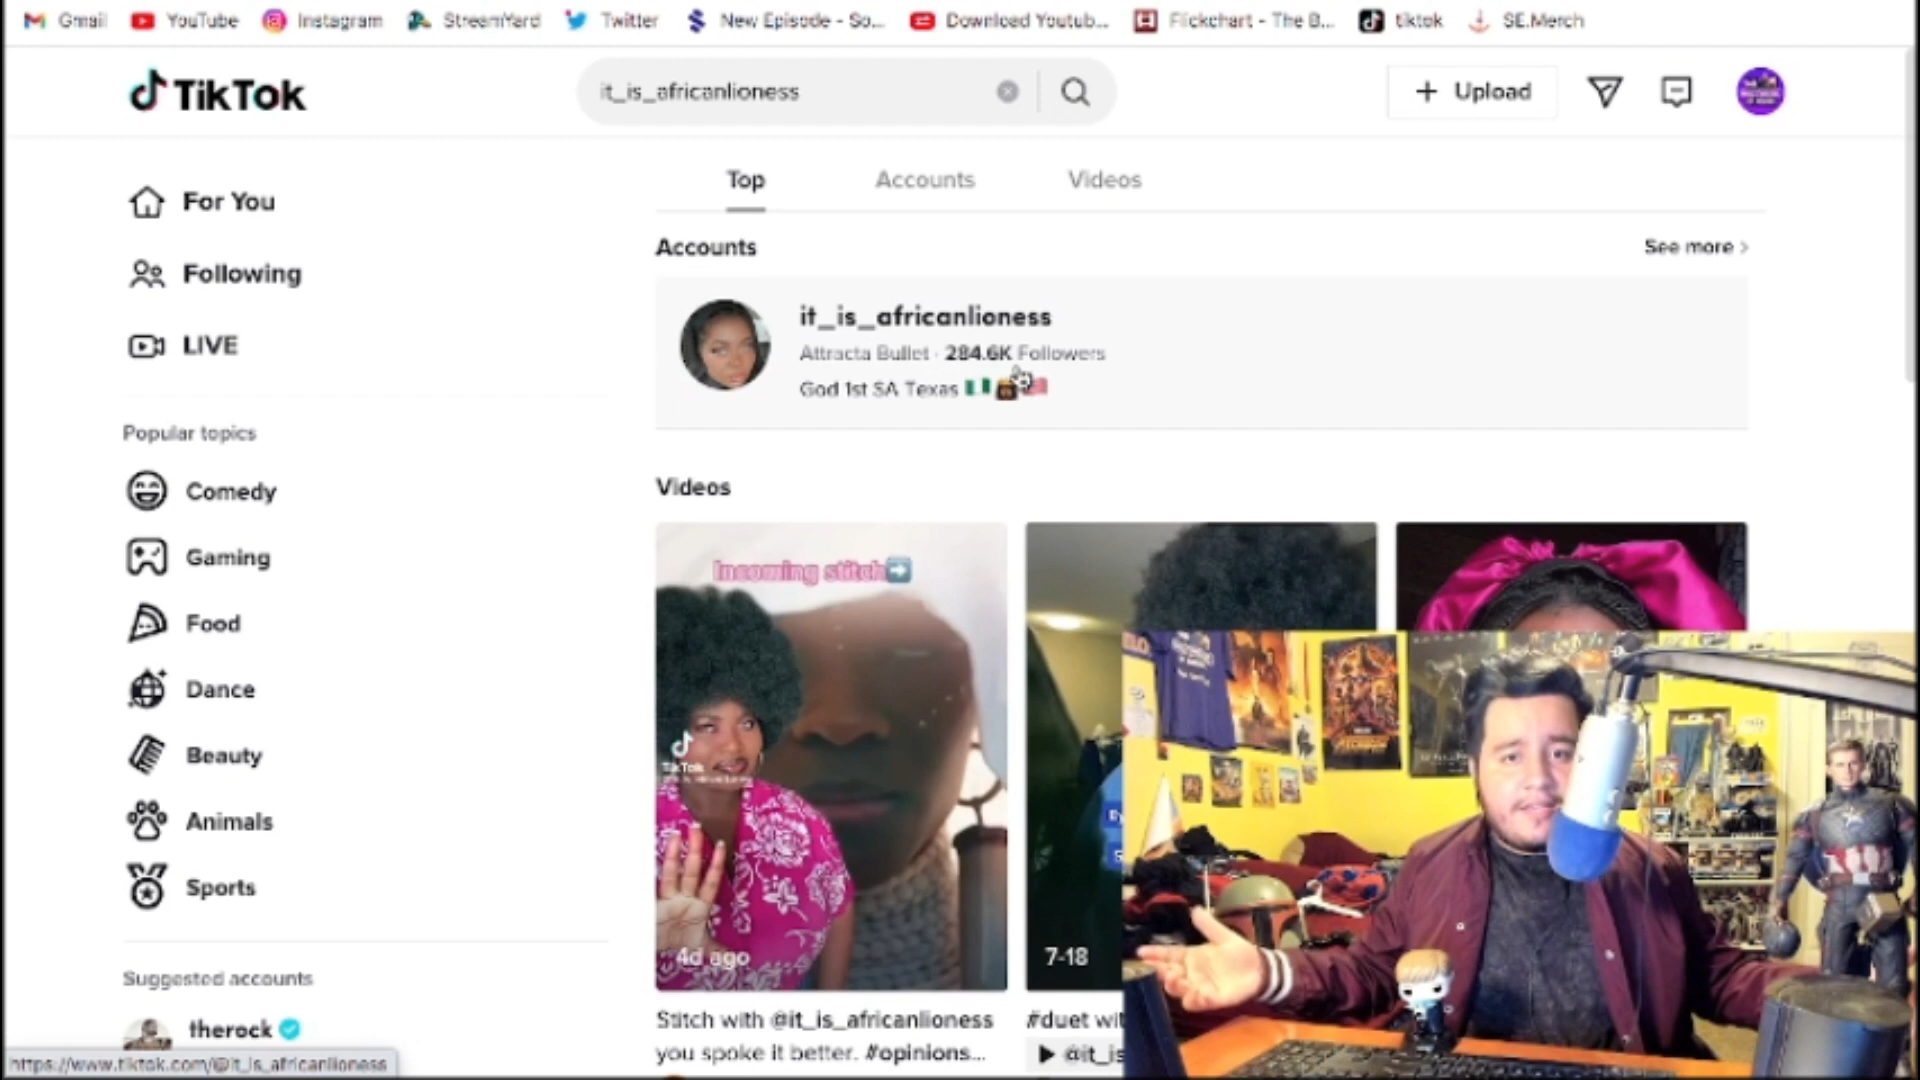 Gmail YouTube Instagram StreamYard Twitter New Episode - So... Download Youtub... Flickchart - The B... tiktok SE.Merch
TikTok
it_is_africanlioness
Upload
For You
Following
LIVE
Popular topics
Comedy
Gaming
Food
Dance
Beauty
Animals
Sports
Suggested accounts
therock
https://www.tiktok.com/@it_is_africanlioness
Top Accounts Videos
Accounts See more >
it_is_africanlioness
Attracta Bullet · 284.6K Followers
God 1st SA Texas
Videos
Incoming stitch
TikTok
4d ago
7-18
Stitch with @it_is_africanlioness
you spoke it better. #opinions...
#duet wit
@it_is